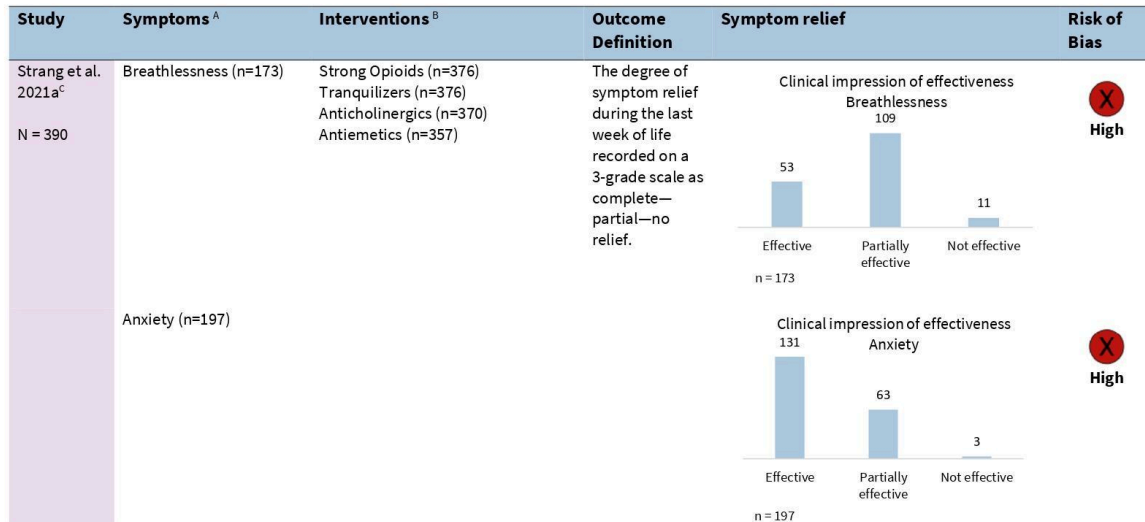 Study
Symptoms A
Interventions B
Outcome
Definition
Symptom relief
Risk of
Bias
Strang et al.
2021aC
N = 390
Breathlessness (n=173)
Strong Opioids (n=376)
Tranquilizers (n=376)
Anticholinergics (n=370)
Antiemetics (n=357)
The degree of
symptom relief
during the last
week of life
recorded on a
3-grade scale as
complete—
partial—no
relief.
Clinical impression of effectiveness
Breathlessness
109
53
11
Effective
Partially
effective
Not effective
n = 173
X
High
Anxiety (n=197)
Clinical impression of effectiveness
Anxiety
131
63
3
Effective
Partially
effective
Not effective
n = 197
X
High